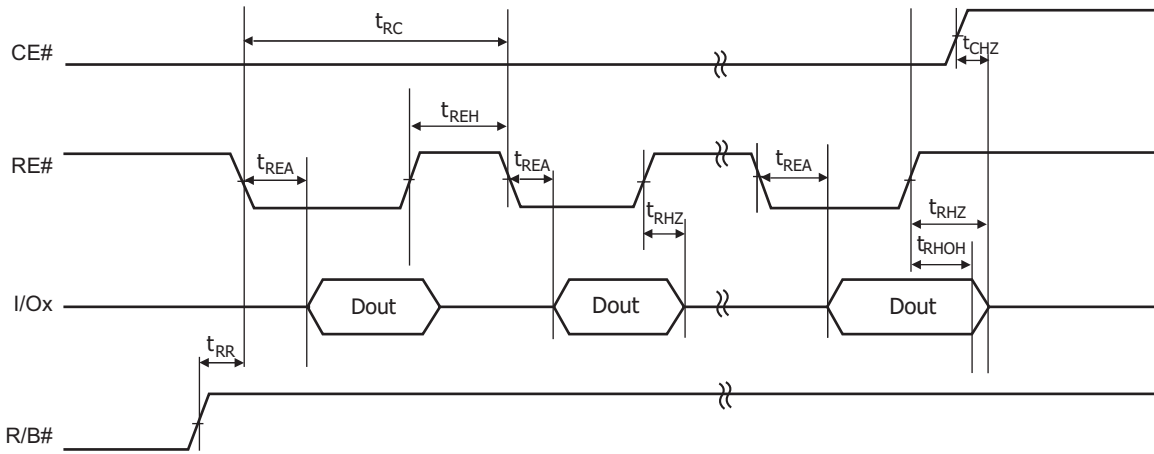 tRC
CE#
tCHZ
tREH
RE#
tREA
tREA
tREA
tRHZ
tRHZ
tRHOH
I/Ox
Dout
Dout
Dout
tRR
R/B#